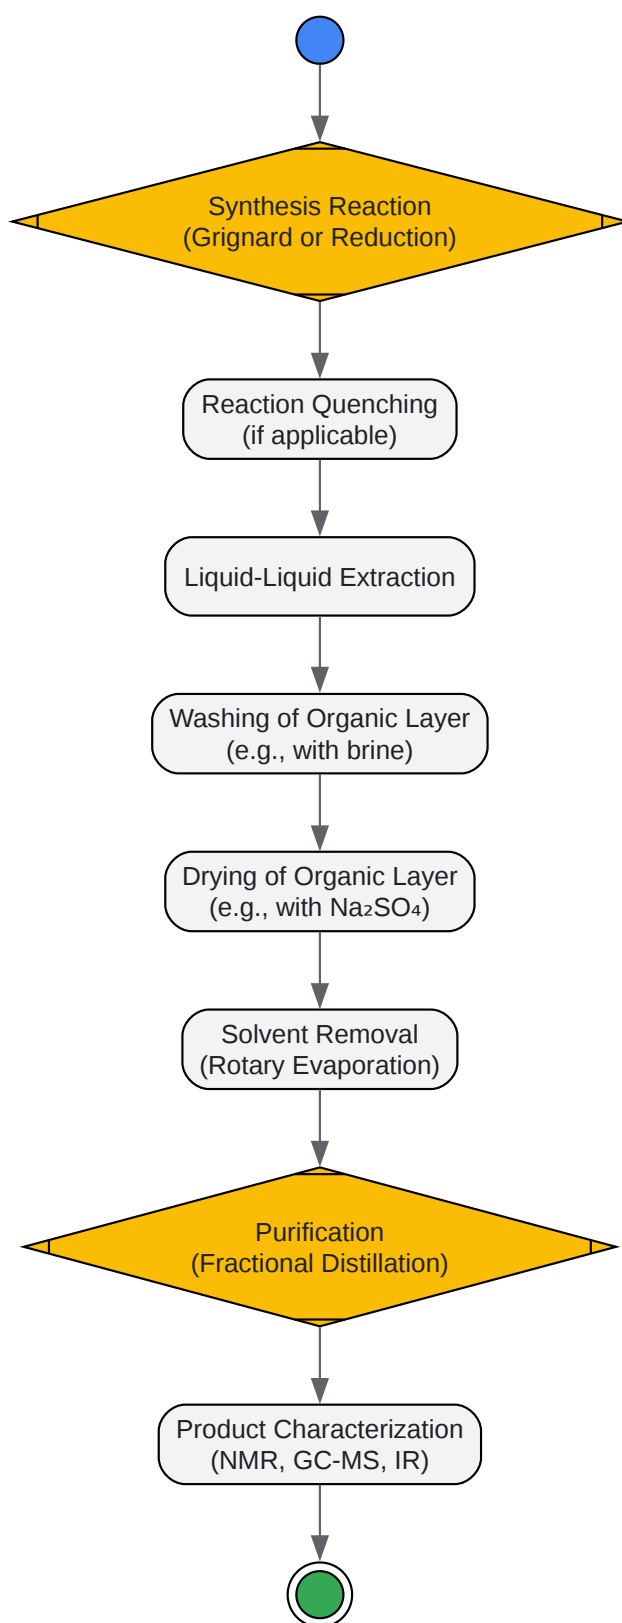 Synthesis Reaction
(Grignard or Reduction)
Reaction Quenching
(if applicable)
Liquid-Liquid Extraction
Washing of Organic Layer
(e.g., with brine)
Drying of Organic Layer
(e.g., with Na₂SO₄)
Solvent Removal
(Rotary Evaporation)
Purification
(Fractional Distillation)
Product Characterization
(NMR, GC-MS, IR)